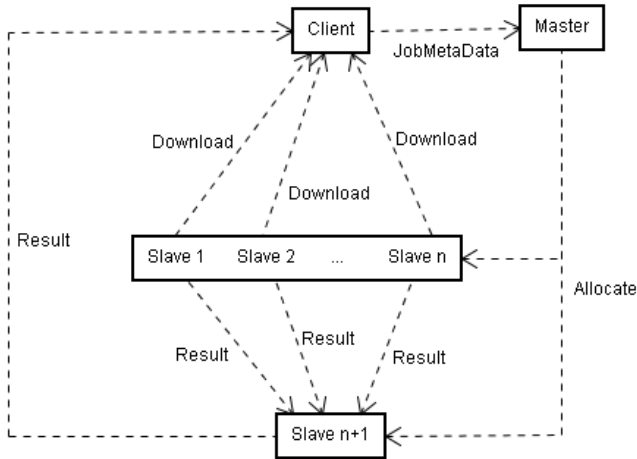 Client
Master
JobMetaData
Download
Download
Download
Result
Slave 1 Slave 2 ... Slave n
Allocate
Result
Result
Result
Slave n+1